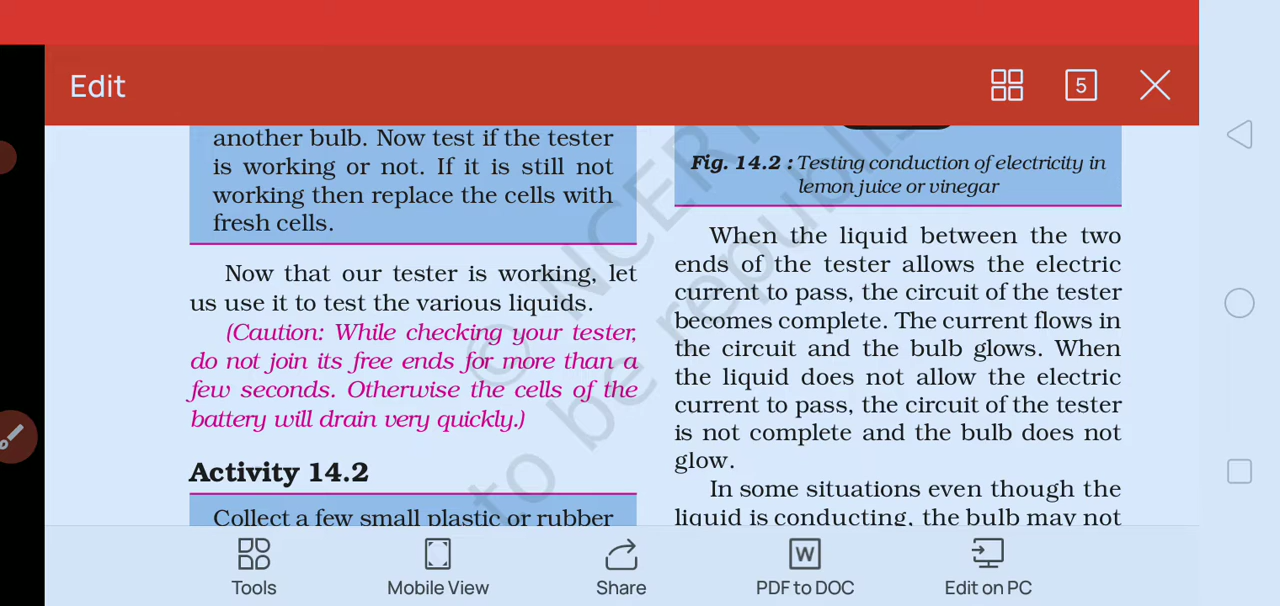 Edit
5
another bulb. Now test if the tester
is working or not. If it is still not
working then replace the cells with
fresh cells.
Now that our tester is working, let
us use it to test the various liquids.
(Caution: While checking your tester,
do not join its free ends for more than a
few seconds. Otherwise the cells of the
battery will drain very quickly.)
Activity 14.2
Collect a few small plastic or rubber
Fig. 14.2 : Testing conduction of electricity in
lemon juice or vinegar
When the liquid between the two
ends of the tester allows the electric
current to pass, the circuit of the tester
becomes complete. The current flows in
the circuit and the bulb glows. When
the liquid does not allow the electric
current to pass, the circuit of the tester
is not complete and the bulb does not
glow.
In some situations even though the
liquid is conducting, the bulb may not
© NCERT
to be republis
Tools
Mobile View
Share
W
PDF to DOC
Edit on PC